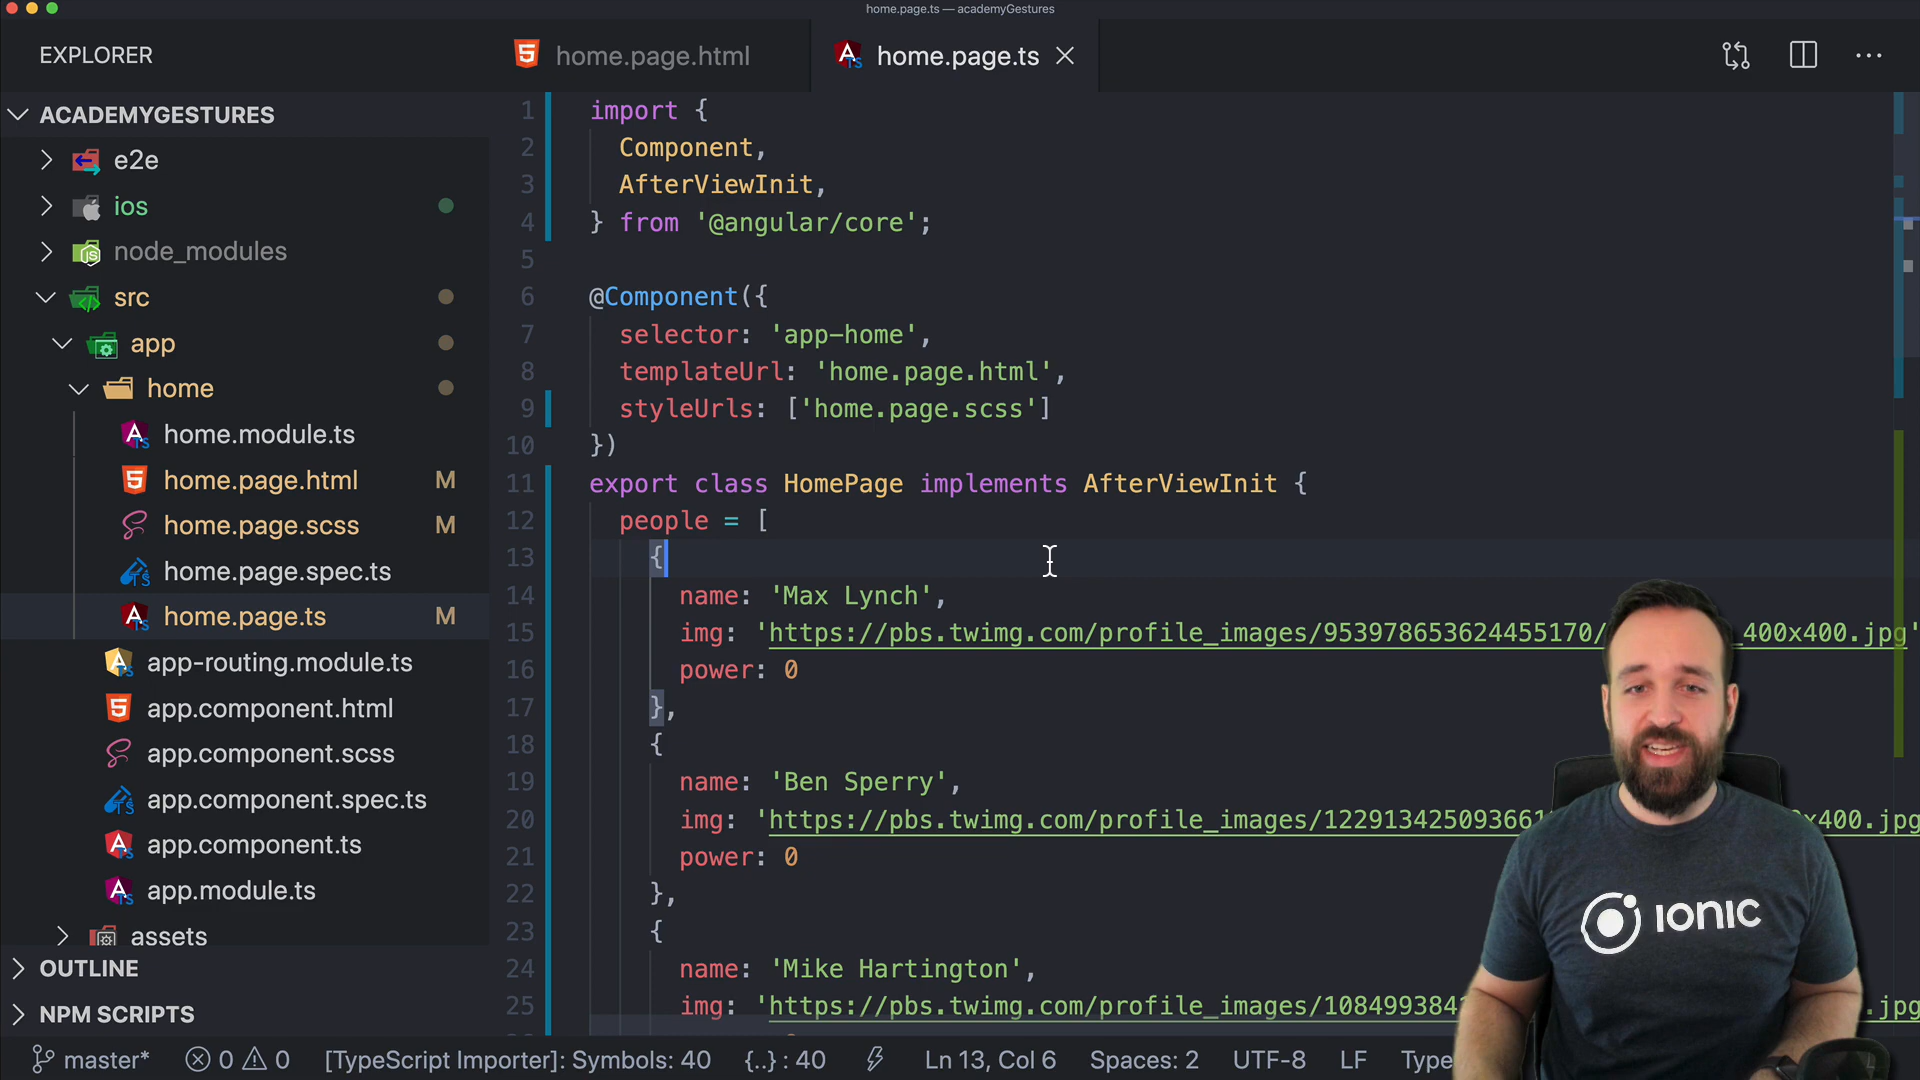 home.page.ts — academyGestures
EXPLORER
home.page.html
home.page.ts
ACADEMYGESTURES
e2e
ios
node_modules
src
app
home
home.module.ts
home.page.html M
home.page.scss M
home.page.spec.ts
home.page.ts M
app-routing.module.ts
app.component.html
app.component.scss
app.component.spec.ts
app.component.ts
app.module.ts
assets
OUTLINE
NPM SCRIPTS
1 import {
2 Component,
3 AfterViewInit,
4 } from '@angular/core';
5
6 @Component({
7 selector: 'app-home',
8 templateUrl: 'home.page.html',
9 styleUrls: ['home.page.scss']
10 })
11 export class HomePage implements AfterViewInit {
12 people = [
13 {
14 name: 'Max Lynch',
15 img: 'https://pbs.twimg.com/profile_images/953978653624455170/ _400x400.jpg'
16 power: 0
17 },
18 {
19 name: 'Ben Sperry',
20 img: 'https://pbs.twimg.com/profile_images/122913425093661 x400.jpg
21 power: 0
22 },
23 {
24 name: 'Mike Hartington',
25 img: 'https://pbs.twimg.com/profile_images/108499384 .jpg
IONIC
master* 0 0 [TypeScript Importer]: Symbols: 40 {..} : 40 Ln 13, Col 6 Spaces: 2 UTF-8 LF Type